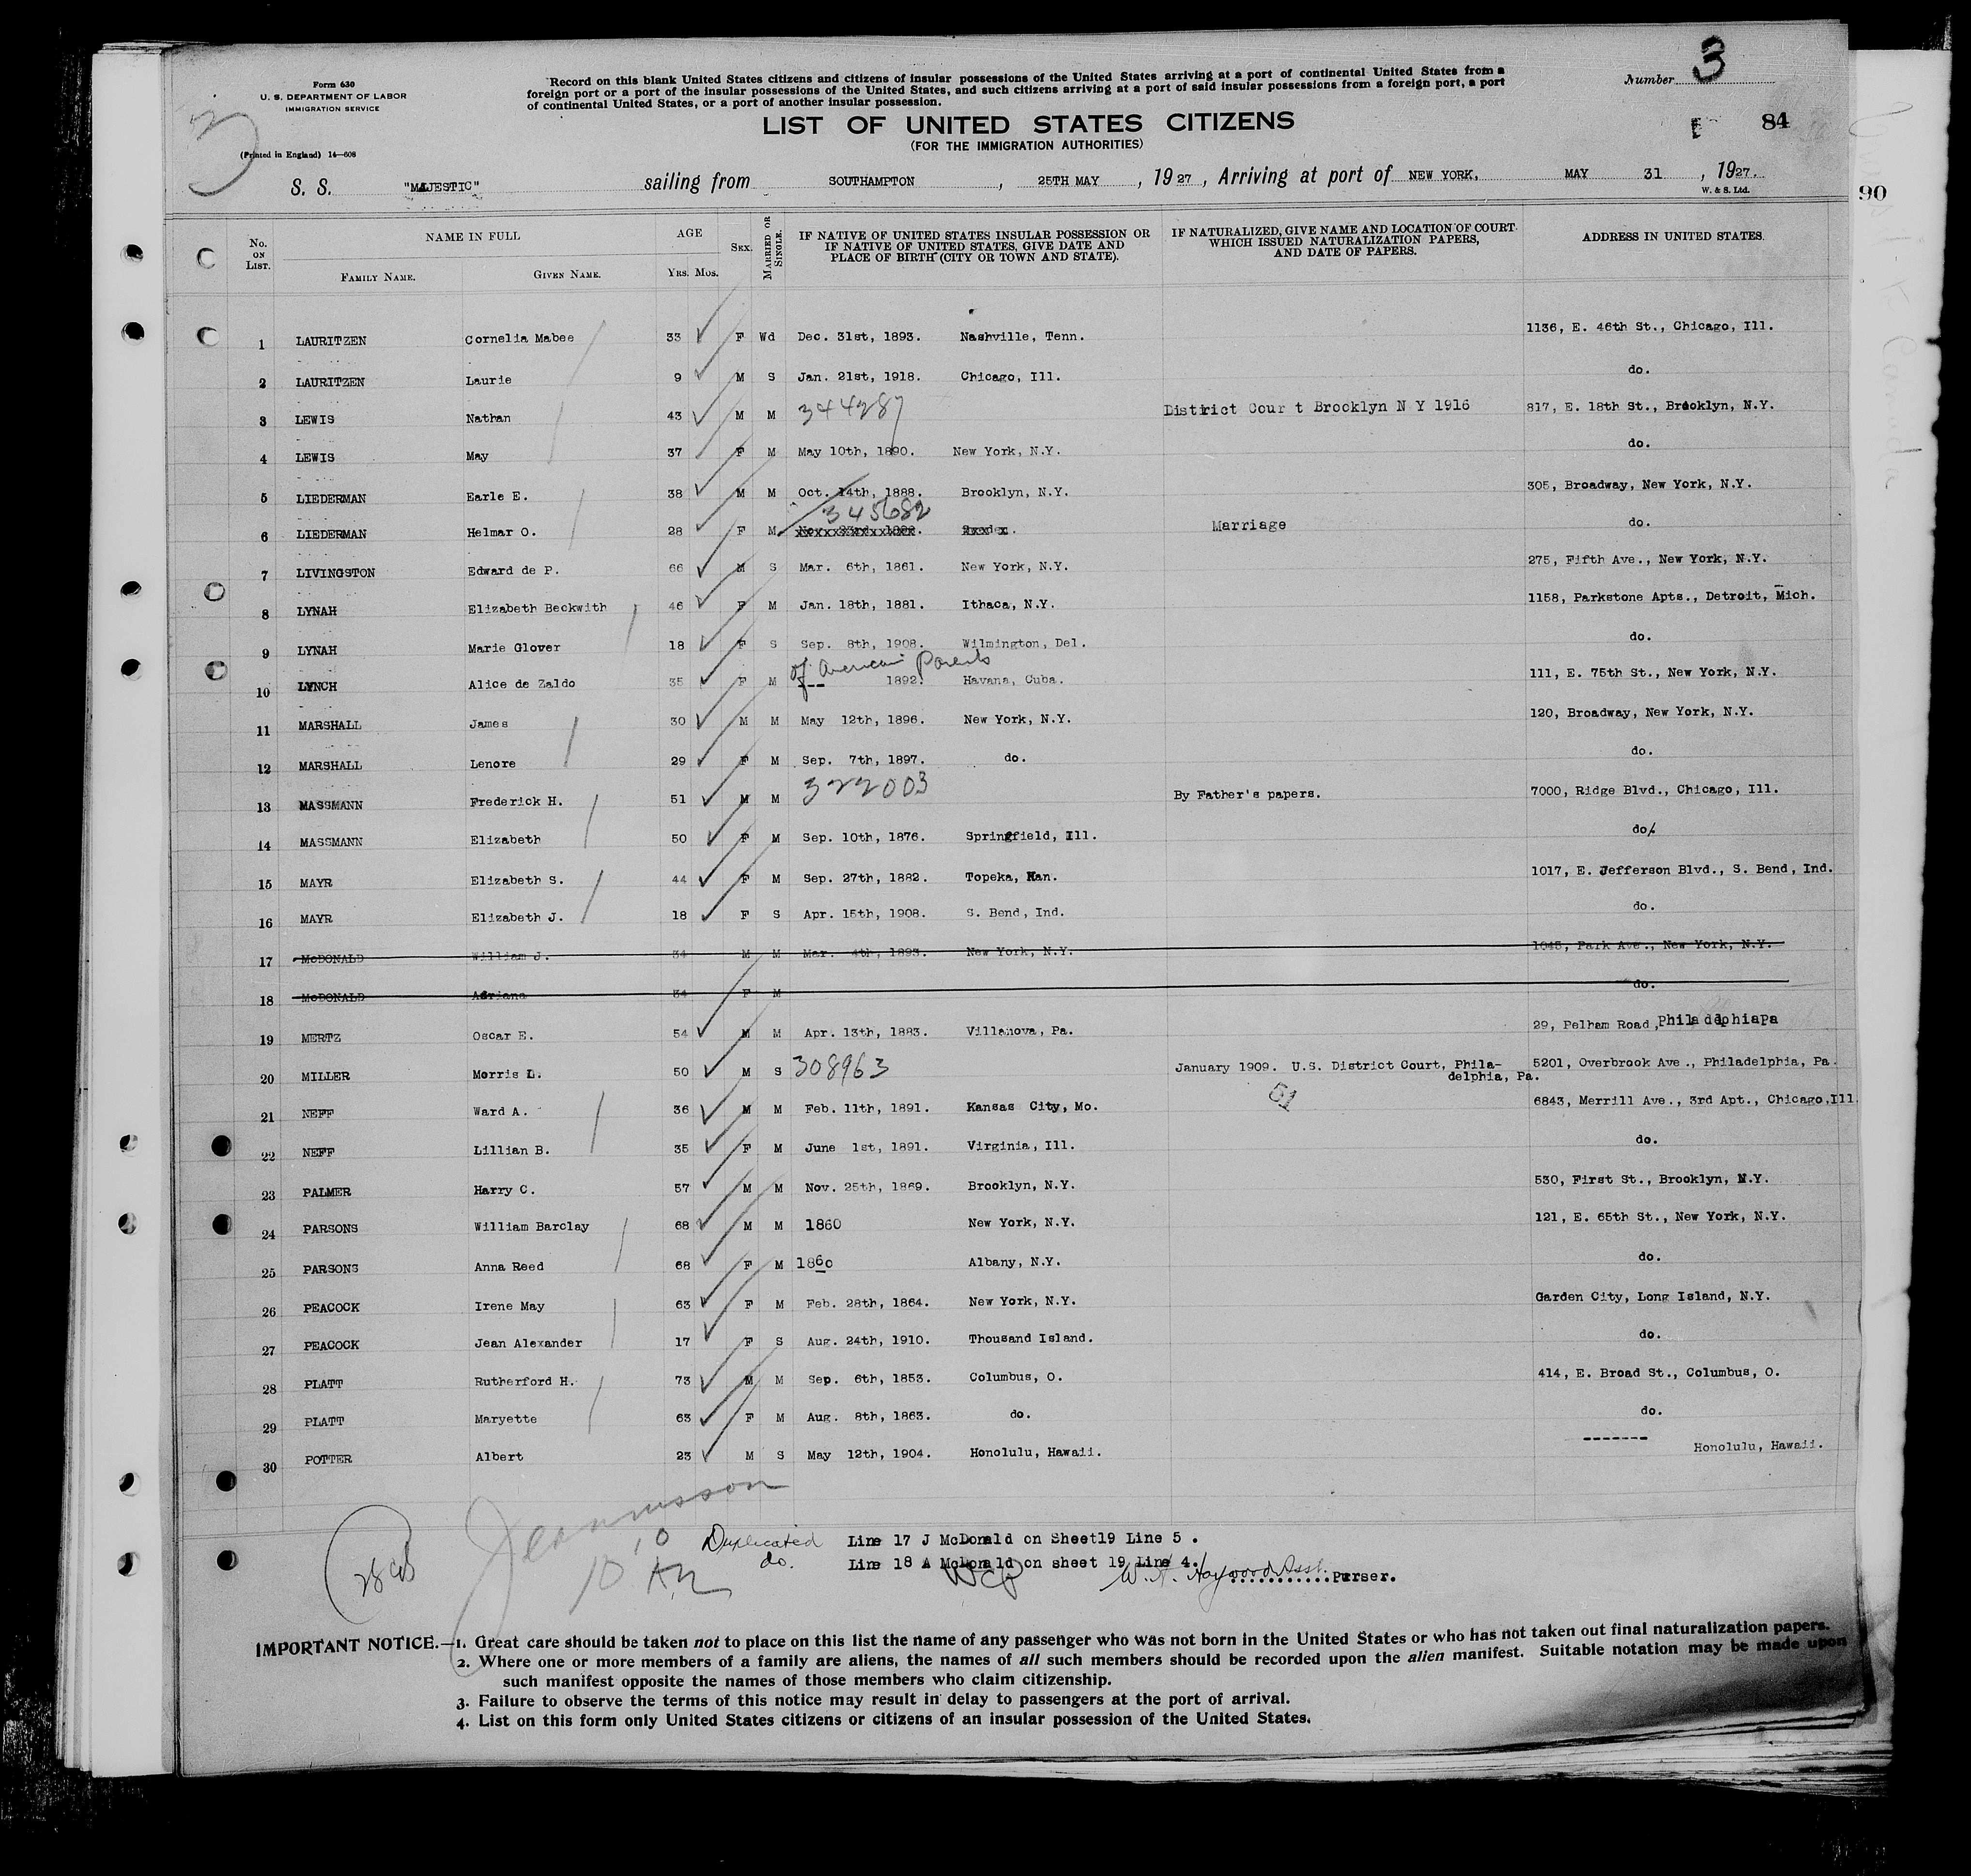 Form 630
U. S. DEPARTMENT OF LABOR
IMMIGRATION SERVICE
(Printed in England) 14—608
Record on this blank United States citizens and citizens of insular possessions of the United States arriving at a port of continental United States from a
foreign port or a port of the insular possessions of the United States, and such citizens arriving at a port of said insular possessions from a foreign port, a port
of continental United States, or a port of another insular possession.
Number 3
3
LIST OF UNITED STATES CITIZENS
84
(FOR THE IMMIGRATION AUTHORITIES)
S. S. "MAJESTIC" sailing from SOUTHAMPTON, 25TH MAY, 1927, Arriving at port of NEW YORK, MAY 31, 1927.
W. & S. Ltd.
90
No. ON LIST. NAME IN FULL FAMILY NAME. GIVEN NAME. AGE YRS. MOS. SEX. MARRIED OR SINGLE. IF NATIVE OF UNITED STATES INSULAR POSSESSION OR IF NATIVE OF UNITED STATES, GIVE DATE AND PLACE OF BIRTH (CITY OR TOWN AND STATE). IF NATURALIZED, GIVE NAME AND LOCATION OF COURT WHICH ISSUED NATURALIZATION PAPERS, AND DATE OF PAPERS. ADDRESS IN UNITED STATES.
1 LAURITZEN Cornelia Mabee 33 F Wd Dec. 31st, 1893. Nashville, Tenn. 1136, E. 46th St., Chicago, Ill.
2 LAURITZEN Laurie 9 M S Jan. 21st, 1918. Chicago, Ill. do.
3 LEWIS Nathan 43 M M 344287 District Cour t Brooklyn N Y 1916 817, E. 18th St., Brooklyn, N.Y.
4 LEWIS May 37 F M May 10th, 1890. New York, N.Y. do.
5 LIEDERMAN Earle E. 38 M M Oct. 14th, 1888. Brooklyn, N.Y. 305, Broadway, New York, N.Y.
6 LIEDERMAN Helmar O. 28 F M 345682 Marriage do.
7 LIVINGSTON Edward de P. 66 M S Mar. 6th, 1861. New York, N.Y. 275, Fifth Ave., New York, N.Y.
8 LYNAH Elizabeth Beckwith 46 F M Jan. 18th, 1881. Ithaca, N.Y. 1158, Parkstone Apts., Detroit, Mich.
9 LYNAH Marie Glover 18 F S Sep. 8th, 1908. Wilmington, Del. do.
of American Parents
10 LYNCH Alice de Zaldo 35 F M --- 1892. Havana, Cuba. 111, E. 75th St., New York, N.Y.
11 MARSHALL James 30 M M May 12th, 1896. New York, N.Y. 120, Broadway, New York, N.Y.
12 MARSHALL Lenore 29 F M Sep. 7th, 1897. do. do.
13 MASSMANN Frederick H. 51 M M 322003 By Father's papers. 7000, Ridge Blvd., Chicago, Ill.
14 MASSMANN Elizabeth 50 F M Sep. 10th, 1876. Springfield, Ill. do.
15 MAYR Elizabeth S. 44 F M Sep. 27th, 1882. Topeka, Kan. 1017, E. Jefferson Blvd., S. Bend, Ind.
16 MAYR Elizabeth J. 18 F S Apr. 15th, 1908. S. Bend, Ind. do.
17 McDONALD William J. 34 M M Mar. 4th, 1893. New York, N.Y. 1045, Park Ave., New York, N.Y.
18 McDONALD Adriana 34 F M do.
19 MERTZ Oscar E. 54 M M Apr. 13th, 1883. Villanova, Pa. 29, Pelham Road, PhiladelphiaPa
20 MILLER Morris L. 50 M S 308963 January 1909. U.S. District Court, Phila-delphia, Pa. 5201, Overbrook Ave., Philadelphia, Pa.
51
21 NEFF Ward A. 36 M M Feb. 11th, 1891. Kansas City, Mo. 6843, Merrill Ave., 3rd Apt., Chicago, Ill.
22 NEFF Lillian B. 35 F M June 1st, 1891. Virginia, Ill. do.
23 PALMER Harry C. 57 M M Nov. 25th, 1869. Brooklyn, N.Y. 530, First St., Brooklyn, N.Y.
24 PARSONS William Barclay 68 M M 1860 New York, N.Y. 121, E. 65th St., New York, N.Y.
25 PARSONS Anna Reed 68 F M 1860 Albany, N.Y. do.
26 PEACOCK Irene May 63 F M Feb. 28th, 1864. New York, N.Y. Garden City, Long Island, N.Y.
27 PEACOCK Jean Alexander 17 F S Aug. 24th, 1910. Thousand Island. do.
28 PLATT Rutherford H. 73 M M Sep. 6th, 1853. Columbus, O. 414, E. Broad St., Columbus, O.
29 PLATT Maryette 63 F M Aug. 8th, 1863. do. do.
30 POTTER Albert 23 M S May 12th, 1904. Honolulu, Hawaii. ------- Honolulu, Hawaii.
Duplicated Line 17 J McDonald on Sheet19 Line 5 .
do. Line 18 A McDonald on sheet 19 Line 4.
W. A. Haywood Asst. Purser.
IMPORTANT NOTICE.—1. Great care should be taken not to place on this list the name of any passenger who was not born in the United States or who has not taken out final naturalization papers.
2. Where one or more members of a family are aliens, the names of all such members should be recorded upon the alien manifest. Suitable notation may be made upon
such manifest opposite the names of those members who claim citizenship.
3. Failure to observe the terms of this notice may result in delay to passengers at the port of arrival.
4. List on this form only United States citizens or citizens of an insular possession of the United States.